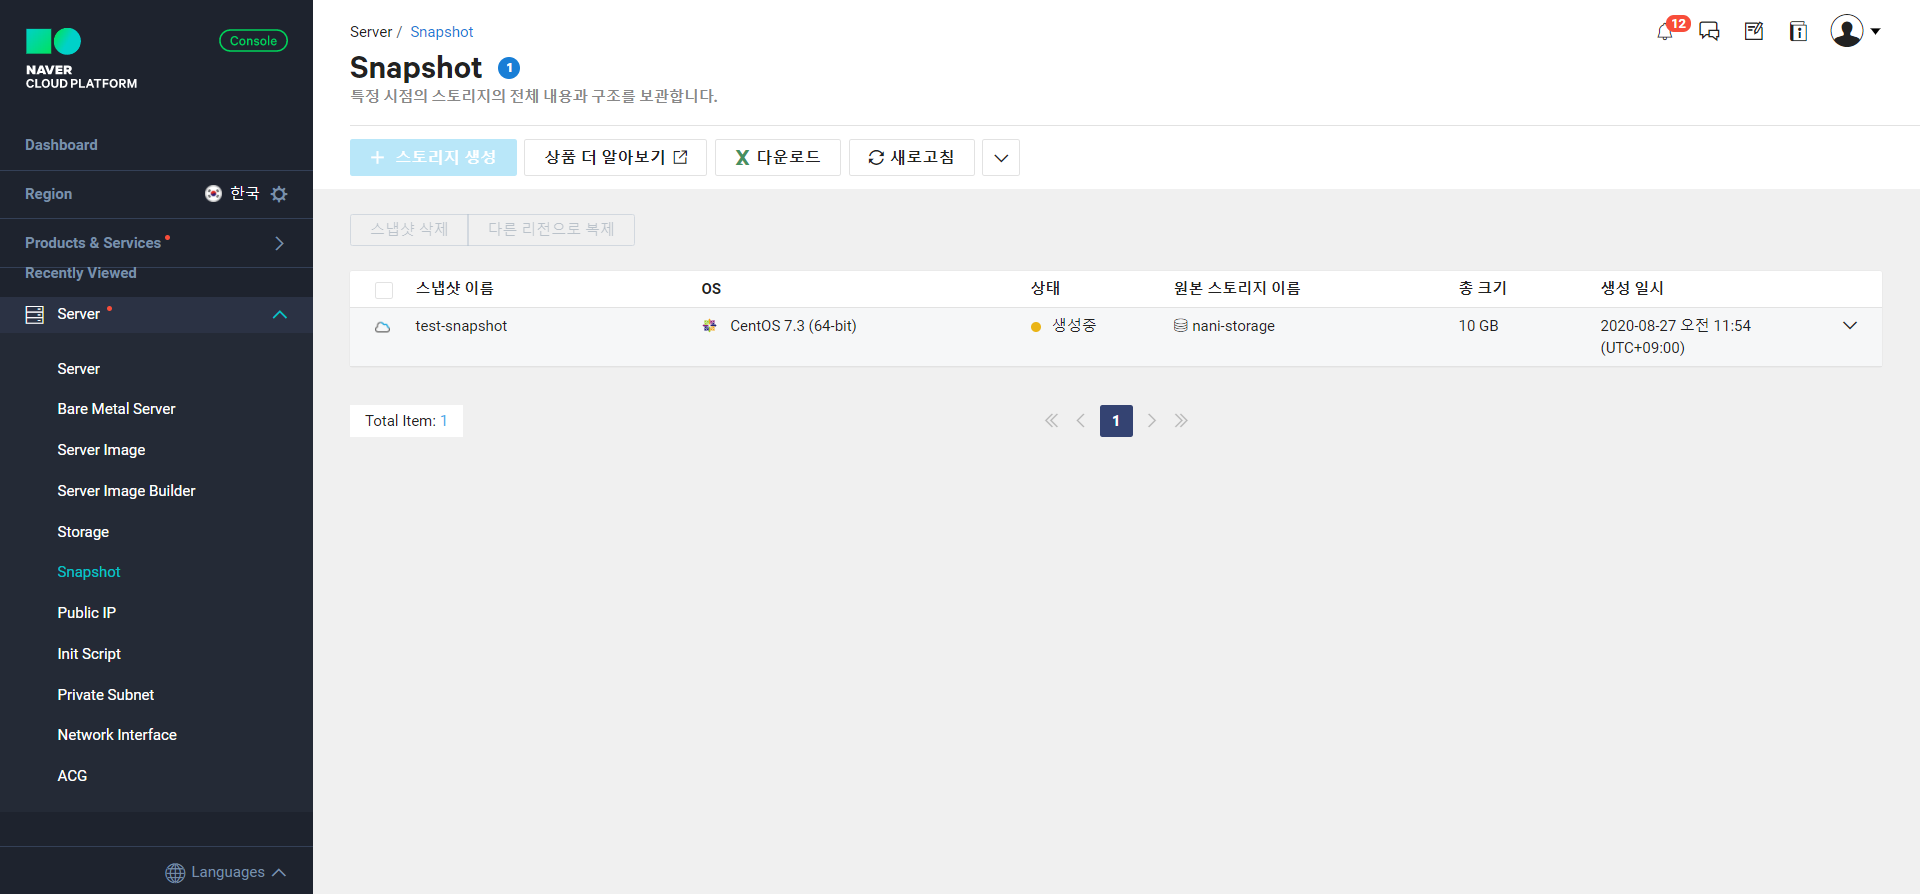 NAVER
CLOUD PLATFORM
Console
Dashboard
Region 한국
Products & Services
Recently Viewed
Server
Server
Bare Metal Server
Server Image
Server Image Builder
Storage
Snapshot
Public IP
Init Script
Private Subnet
Network Interface
ACG
Languages
Server / Snapshot
12
Snapshot 1
특정 시점의 스토리지의 전체 내용과 구조를 보관합니다.
+ 스토리지 생성 상품 더 알아보기 다운로드 새로고침
스냅샷 삭제 다른 리전으로 복제
스냅샷 이름 OS 상태 원본 스토리지 이름 총 크기 생성 일시
test-snapshot CentOS 7.3 (64-bit) 생성중 nani-storage 10 GB 2020-08-27 오전 11:54
(UTC+09:00)
Total Item: 1
1